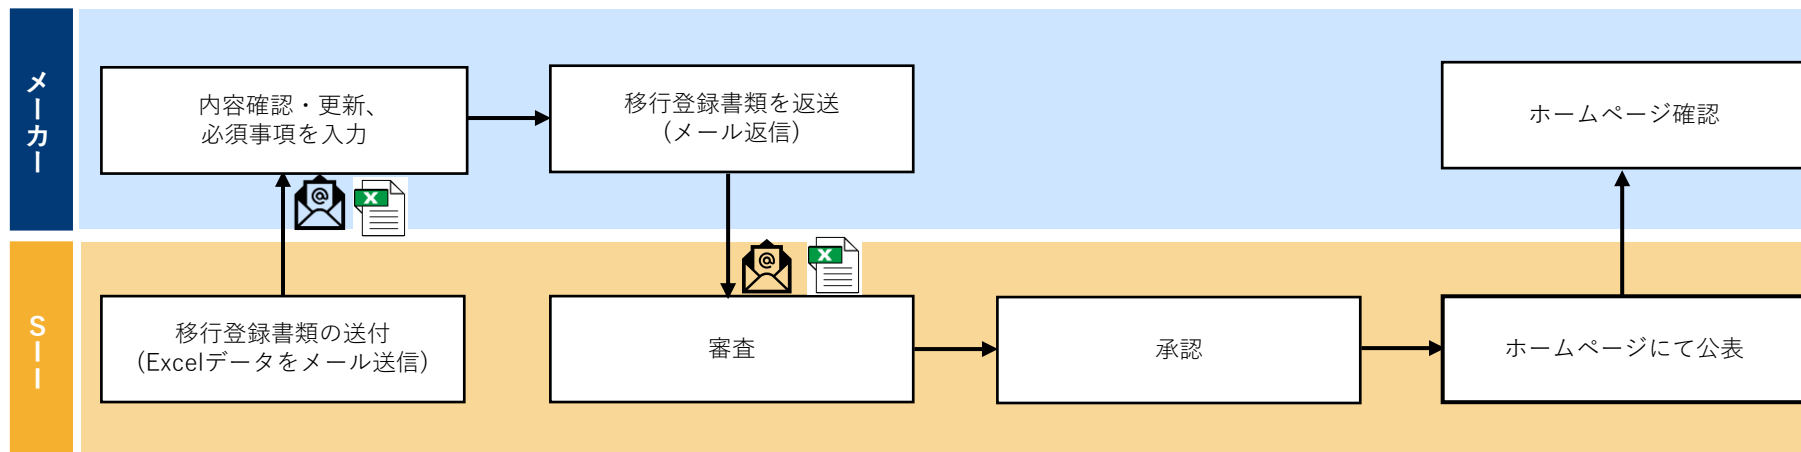 メーカー
内容確認・更新、
必須事項を入力
移行登録書類を返送
(メール返信)
ホームページ確認
@
X
@
X
SII
移行登録書類の送付
(Excelデータをメール送信)
審査
承認
ホームページにて公表